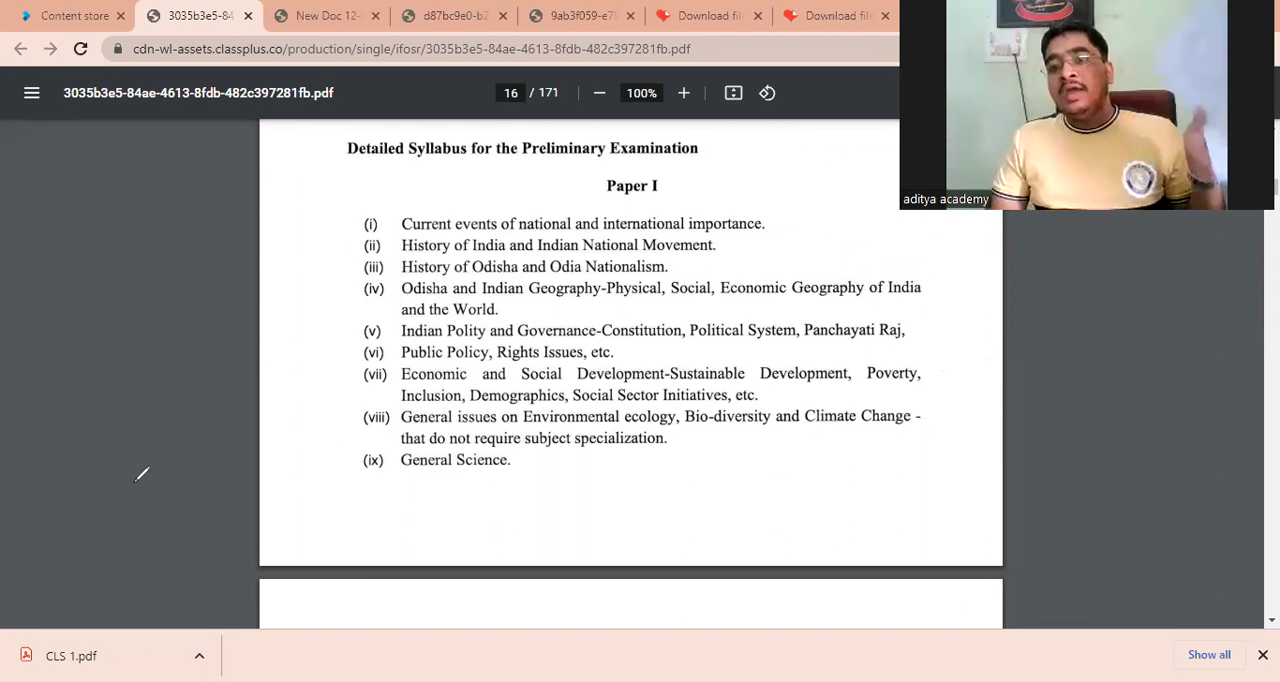 Content store
3035b3e5-84
New Doc 12-
d87bc9e0-b2
9ab3f059-e75
Download fil
Download fil
cdn-wl-assets.classplus.co/production/single/ifosr/3035b3e5-84ae-4613-8fdb-482c397281fb.pdf
3035b3e5-84ae-4613-8fdb-482c397281fb.pdf
16 / 171
100%
aditya academy
Detailed Syllabus for the Preliminary Examination
Paper I
(i) Current events of national and international importance.
(ii) History of India and Indian National Movement.
(iii) History of Odisha and Odia Nationalism.
(iv) Odisha and Indian Geography-Physical, Social, Economic Geography of India
and the World.
(v) Indian Polity and Governance-Constitution, Political System, Panchayati Raj,
(vi) Public Policy, Rights Issues, etc.
(vii) Economic and Social Development-Sustainable Development, Poverty,
Inclusion, Demographics, Social Sector Initiatives, etc.
(viii) General issues on Environmental ecology, Bio-diversity and Climate Change -
that do not require subject specialization.
(ix) General Science.
CLS 1.pdf
Show all